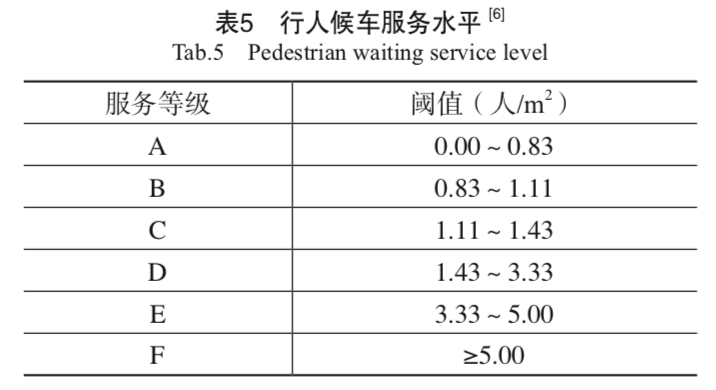 表5 行人候车服务水平 [6]
Tab.5 Pedestrian waiting service level
服务等级 阈值（人/m²）
A 0.00 ~ 0.83
B 0.83 ~ 1.11
C 1.11 ~ 1.43
D 1.43 ~ 3.33
E 3.33 ~ 5.00
F ≥5.00